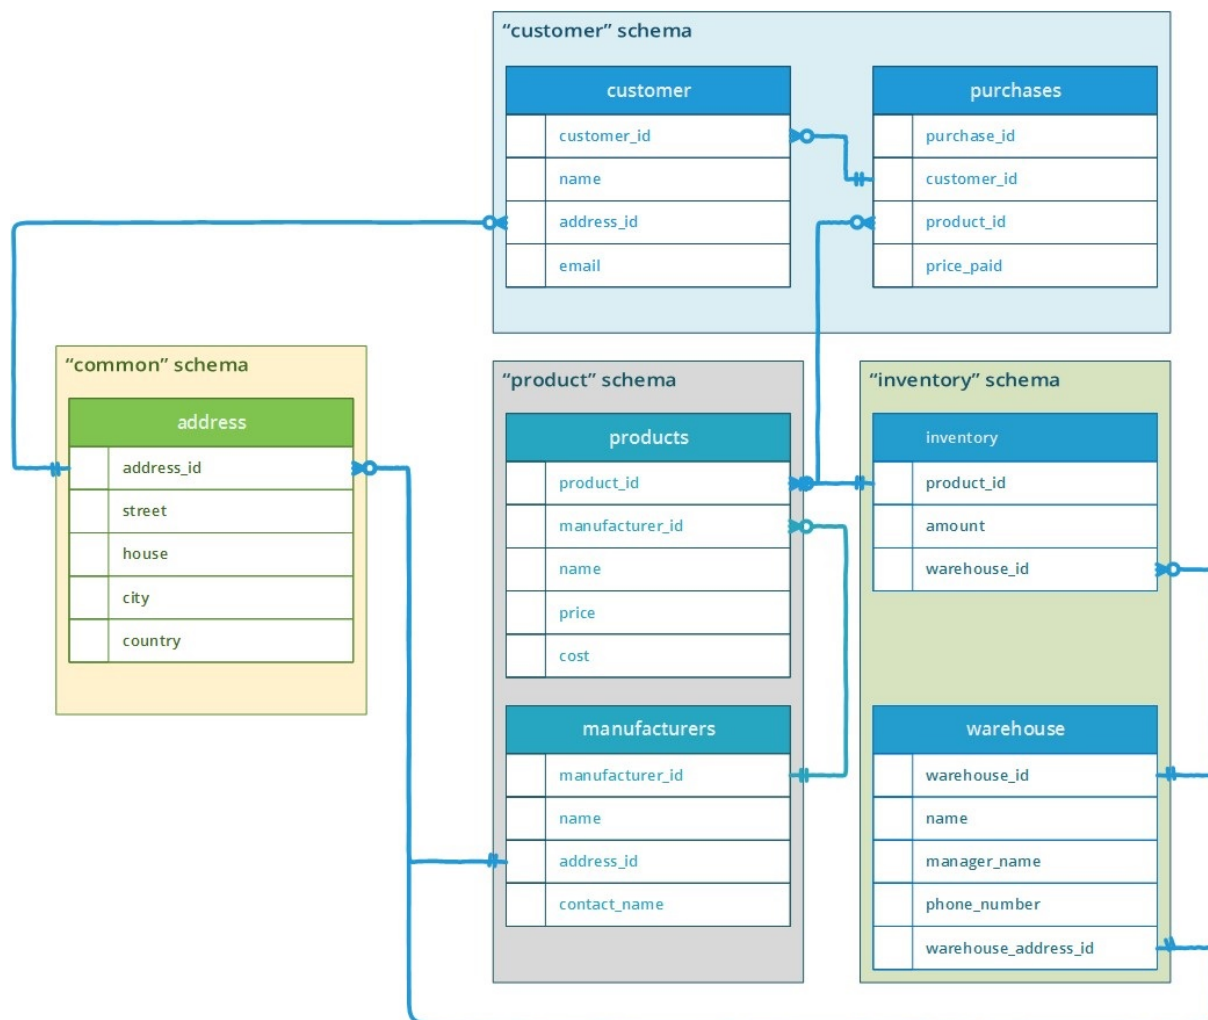 “customer” schema
customer
customer_id
name
address_id
email
purchases
purchase_id
customer_id
product_id
price_paid
“common” schema
address
address_id
street
house
city
country
“product” schema
products
product_id
manufacturer_id
name
price
cost
manufacturers
manufacturer_id
name
address_id
contact_name
“inventory” schema
inventory
product_id
amount
warehouse_id
warehouse
warehouse_id
name
manager_name
phone_number
warehouse_address_id